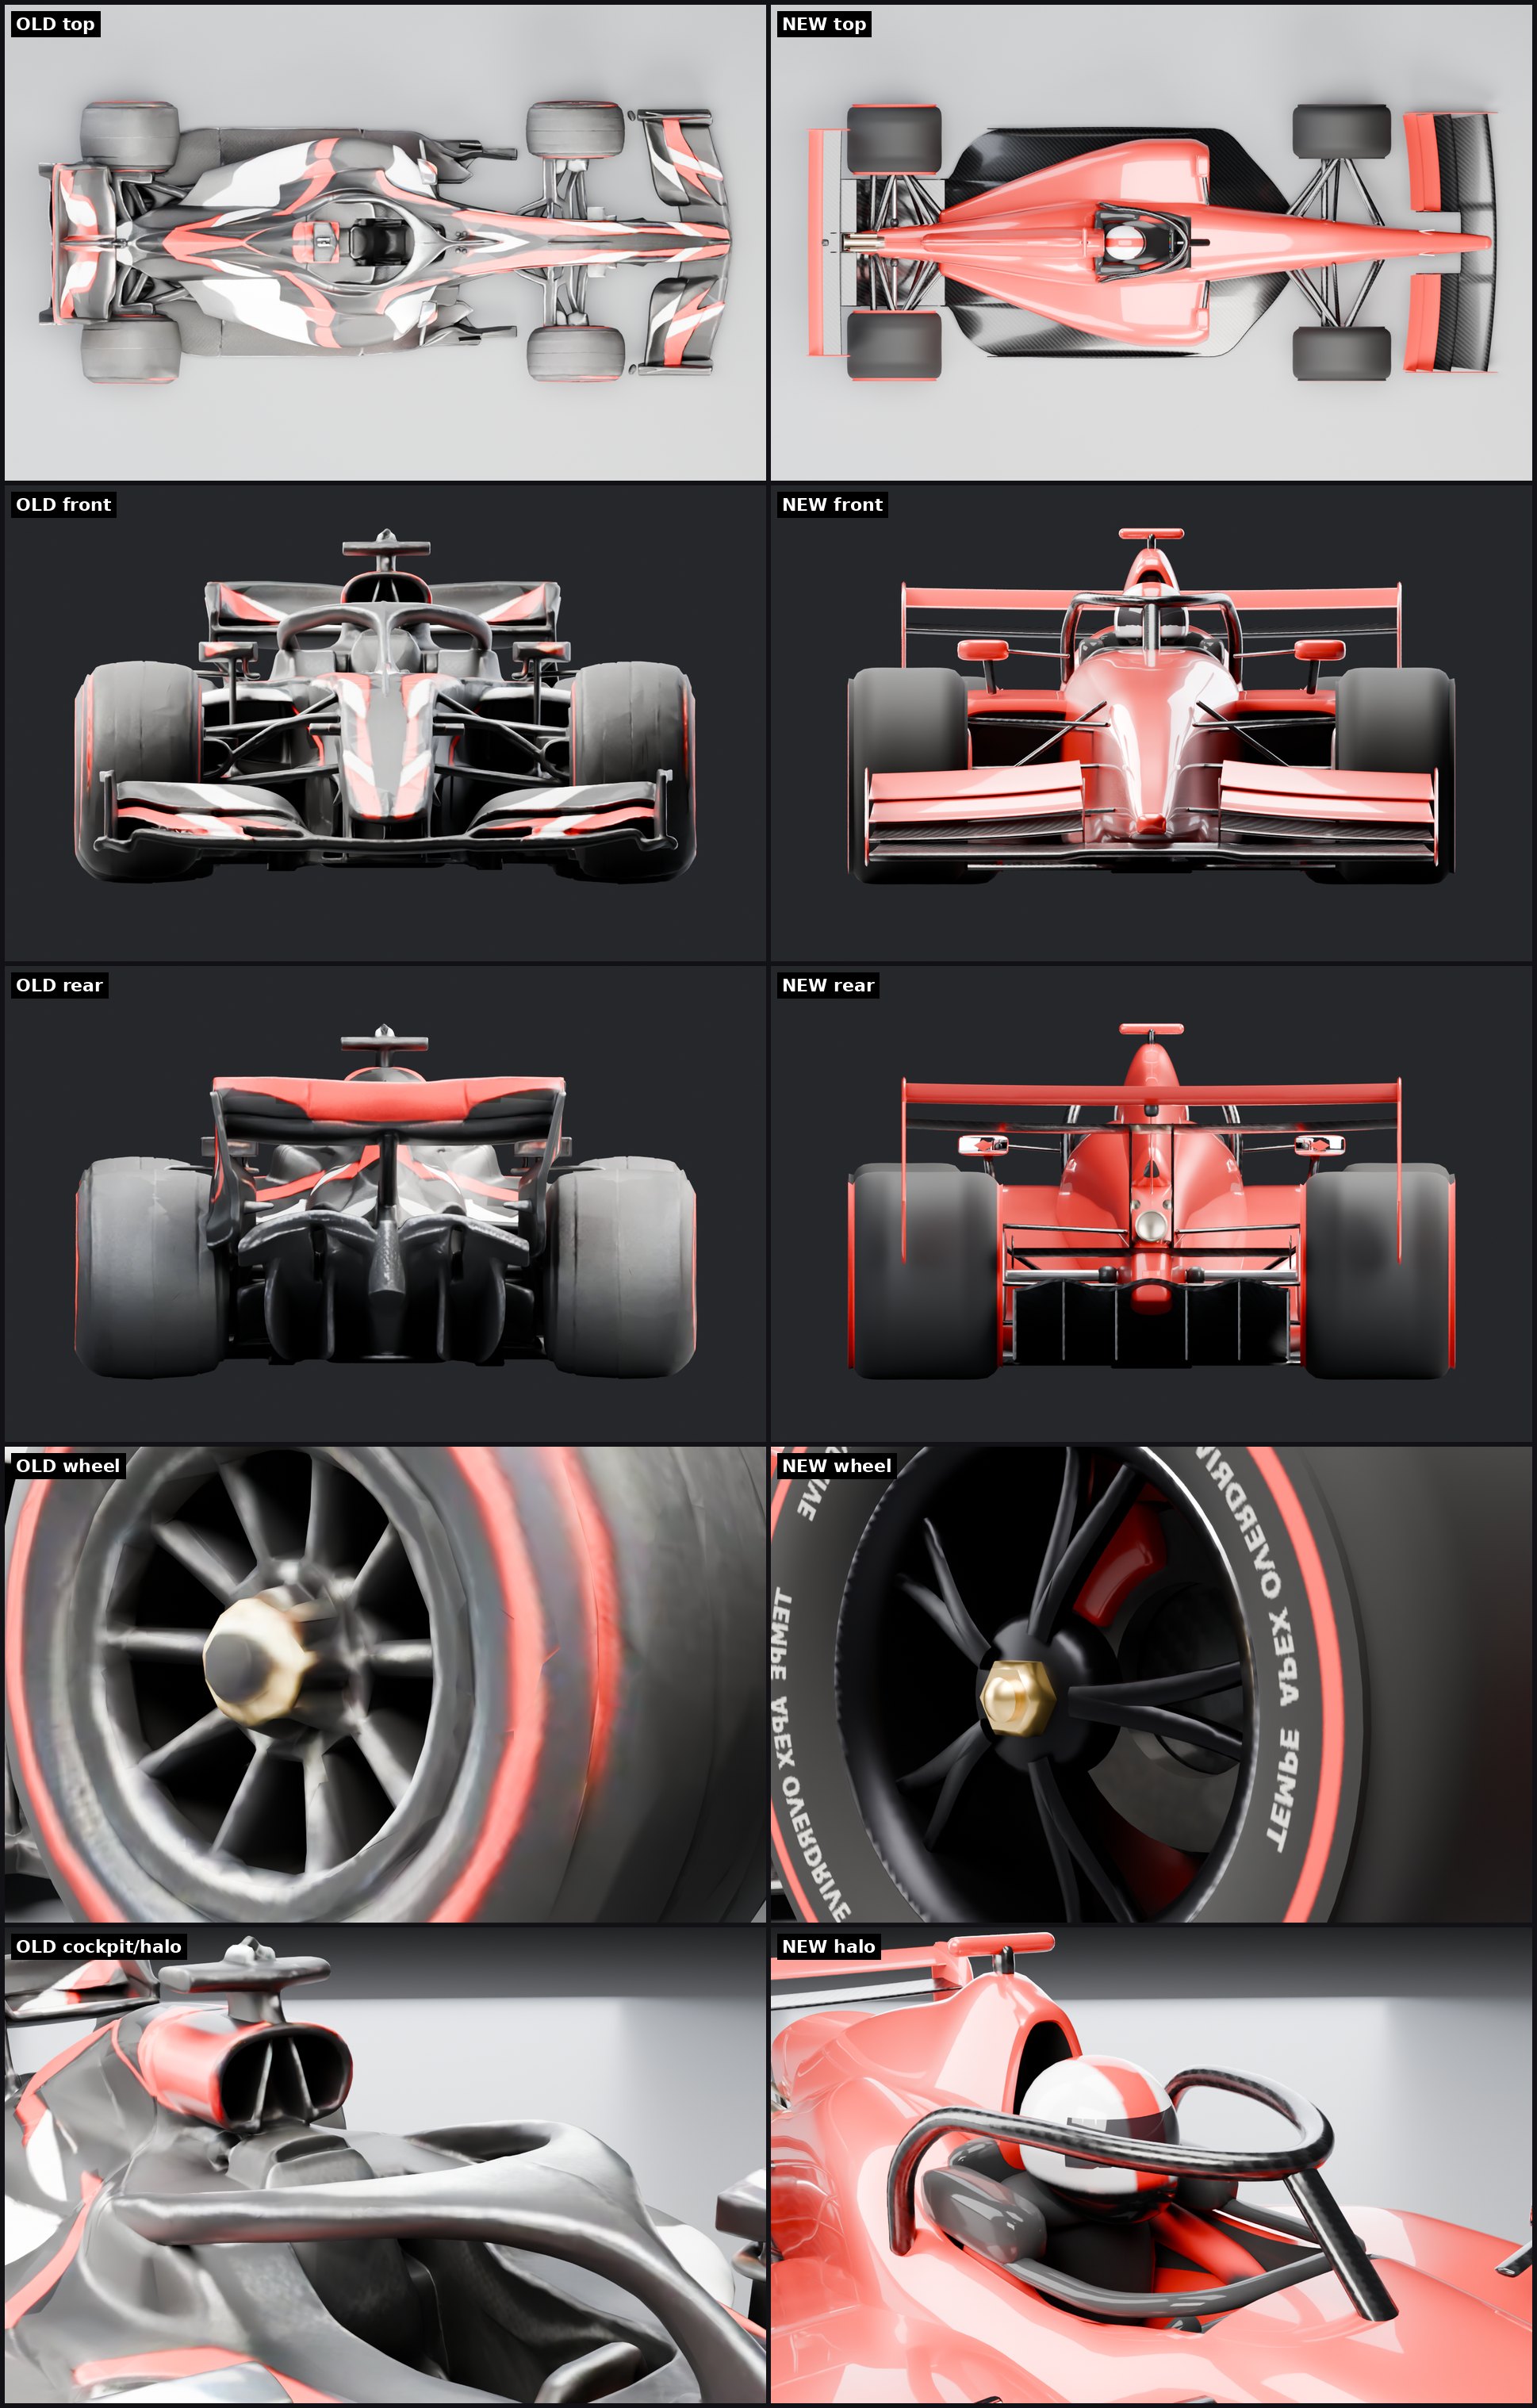 OLD top
NEW top
OLD front
NEW front
OLD rear
NEW rear
OLD wheel
NEW wheel
APEX OVERDRIVE
TEMPE APEX OVERDRIVE
OLD cockpit/halo
NEW halo